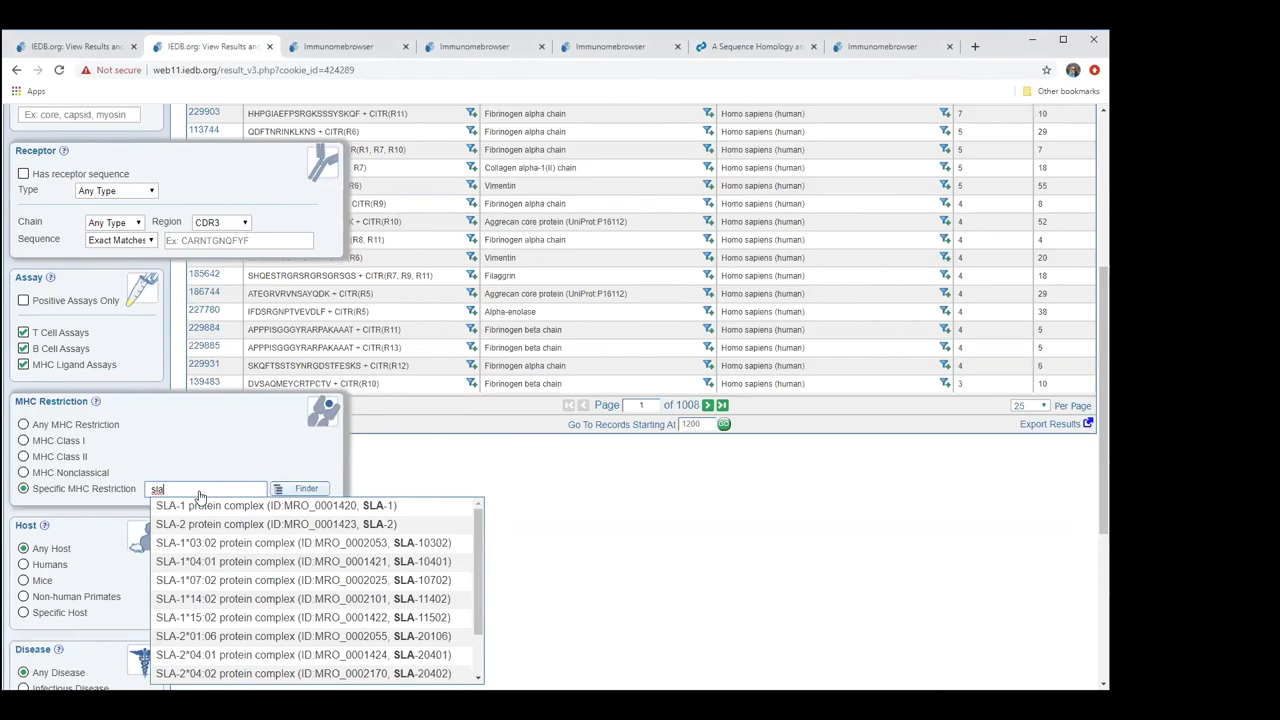 IEDB.org: View Results and
IEDB.org: View Results and
Immunomebrowser
Immunomebrowser
Immunomebrowser
A Sequence Homology as
Immunomebrowser
Not secure
web11.iedb.org/result_v3.php?cookie_id=424289
Apps
Other bookmarks
Ex: core, capsid, myosin
Receptor
Has receptor sequence
Type Any Type
Chain Any Type Region CDR3
Sequence Exact Matches Ex: CARNTGNQFYF
Assay
Positive Assays Only
T Cell Assays
B Cell Assays
MHC Ligand Assays
MHC Restriction
Any MHC Restriction
MHC Class I
MHC Class II
MHC Nonclassical
Specific MHC Restriction sla Finder
SLA-1 protein complex (ID:MRO_0001420, SLA-1)
SLA-2 protein complex (ID:MRO_0001423, SLA-2)
SLA-1*03:02 protein complex (ID:MRO_0002053, SLA-10302)
SLA-1*04:01 protein complex (ID:MRO_0001421, SLA-10401)
SLA-1*07:02 protein complex (ID:MRO_0002025, SLA-10702)
SLA-1*14:02 protein complex (ID:MRO_0002101, SLA-11402)
SLA-1*15:02 protein complex (ID:MRO_0001422, SLA-11502)
SLA-2*01:06 protein complex (ID:MRO_0002055, SLA-20106)
SLA-2*04:01 protein complex (ID:MRO_0001424, SLA-20401)
SLA-2*04:02 protein complex (ID:MRO_0002170, SLA-20402)
Host
Any Host
Humans
Mice
Non-human Primates
Specific Host
Disease
Any Disease
Infectious Disease
229903 HHPGIAEFPSRGKSSSYSKQF + CITR(R11) Fibrinogen alpha chain Homo sapiens (human) 7 10
113744 QDFTNRINKLKNS + CITR(R6) Fibrinogen alpha chain Homo sapiens (human) 5 29
(R1, R7, R10) Fibrinogen alpha chain Homo sapiens (human) 5 7
R7) Collagen alpha-1(II) chain Homo sapiens (human) 5 18
(R6) Vimentin Homo sapiens (human) 5 55
CITR(R9) Fibrinogen alpha chain Homo sapiens (human) 4 8
+ CITR(R10) Aggrecan core protein (UniProt:P16112) Homo sapiens (human) 4 52
(R8, R11) Fibrinogen alpha chain Homo sapiens (human) 4 4
(R6) Vimentin Homo sapiens (human) 4 20
185642 SHQESTRGRSRGRSGRSGS + CITR(R7, R9, R11) Filaggrin Homo sapiens (human) 4 18
186744 ATEGRVRVNSAYQDK + CITR(R5) Aggrecan core protein (UniProt:P16112) Homo sapiens (human) 4 29
227780 IFDSRGNPTVEVDLF + CITR(R5) Alpha-enolase Homo sapiens (human) 4 38
229884 APPPISGGGYRARPAKAAAT + CITR(R11) Fibrinogen beta chain Homo sapiens (human) 4 5
229885 APPPISGGGYRARPAKAAAT + CITR(R13) Fibrinogen beta chain Homo sapiens (human) 4 5
229931 SKQFTSSTSYNRGDSTFESKS + CITR(R12) Fibrinogen alpha chain Homo sapiens (human) 4 6
139483 DVSAQMEYCRTPCTV + CITR(R10) Fibrinogen beta chain Homo sapiens (human) 3 10
Page 1 of 1008 25 Per Page
Go To Records Starting At 1200 GO Export Results